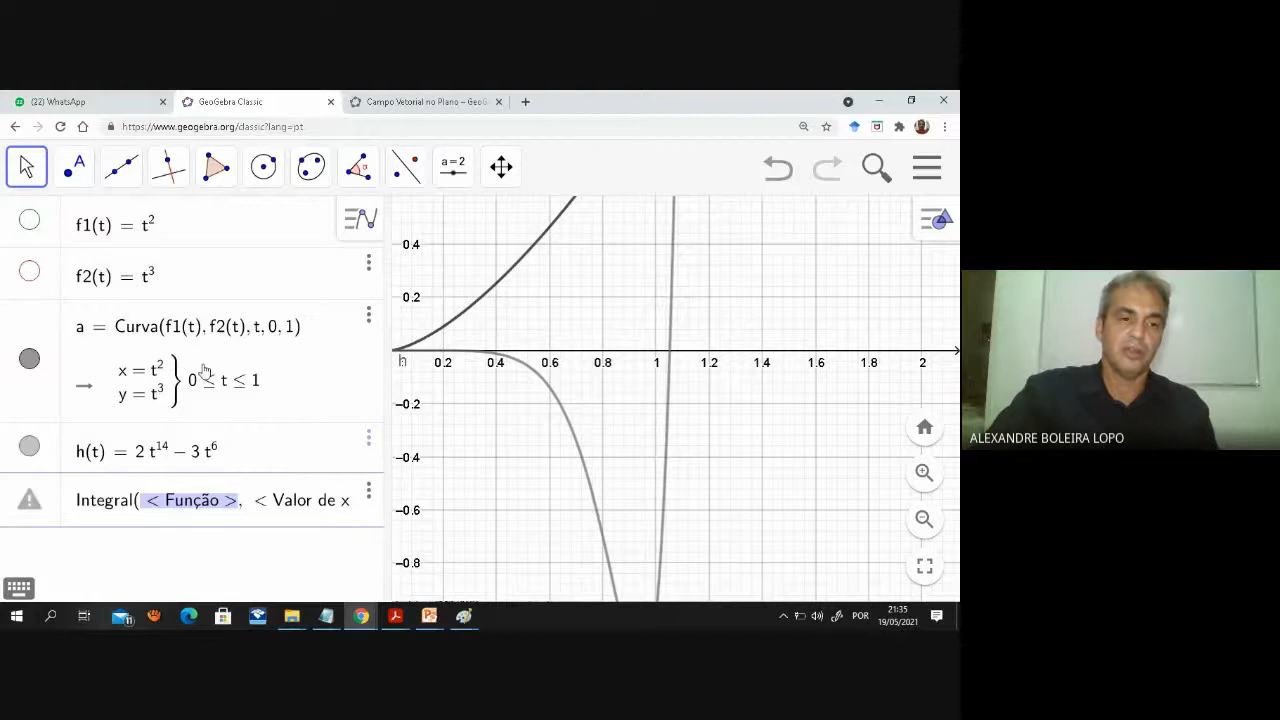 (22) WhatsApp
GeoGebra Classic
Campo Vetorial no Plano – GeoG
https://www.geogebra.org/classic?lang=pt
A
α
a=2
f1(t) = t²
f2(t) = t³
a = Curva(f1(t), f2(t), t, 0, 1)
→ x = t² y = t³ } 0 ≤ t ≤ 1
h(t) = 2 t¹⁴ − 3 t⁶
Integral( < Função >, < Valor de x
0.4
0.2
h 0.2 0.4 0.6 0.8 1 1.2 1.4 1.6 1.8 2
−0.2
−0.4
−0.6
−0.8
ALEXANDRE BOLEIRA LOPO
11
POR
21:35
19/05/2021